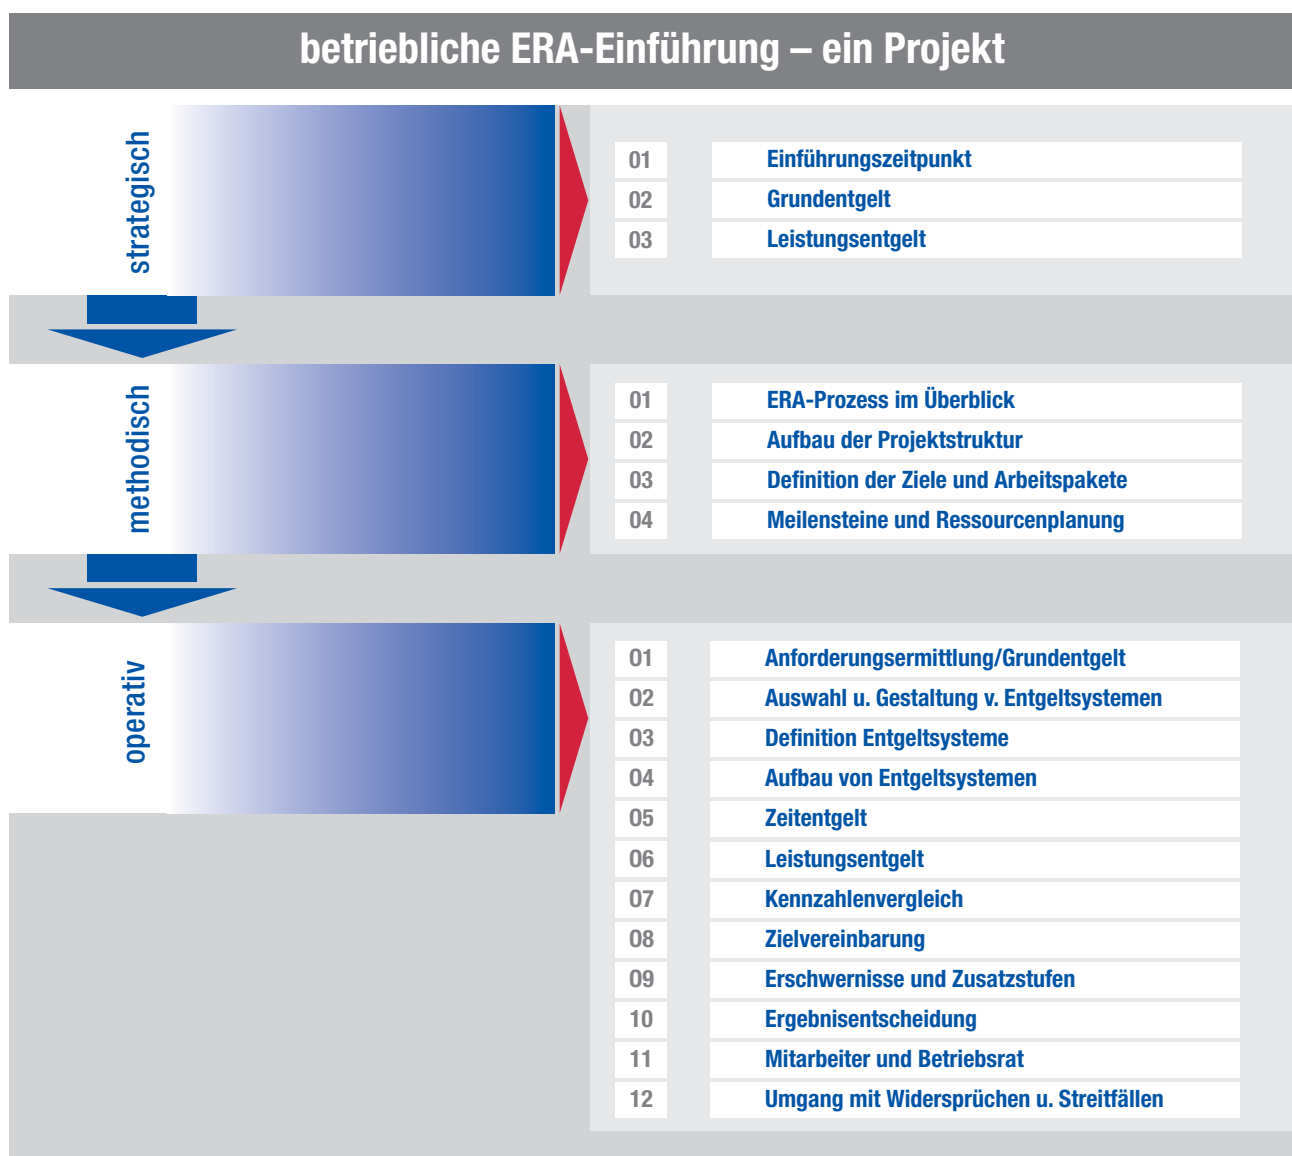 betriebliche ERA-Einführung – ein Projekt
strategisch
01 Einführungszeitpunkt
02 Grundentgelt
03 Leistungsentgelt
methodisch
01 ERA-Prozess im Überblick
02 Aufbau der Projektstruktur
03 Definition der Ziele und Arbeitspakete
04 Meilensteine und Ressourcenplanung
operativ
01 Anforderungsermittlung/Grundentgelt
02 Auswahl u. Gestaltung v. Entgeltsystemen
03 Definition Entgeltsysteme
04 Aufbau von Entgeltsystemen
05 Zeitentgelt
06 Leistungsentgelt
07 Kennzahlenvergleich
08 Zielvereinbarung
09 Erschwernisse und Zusatzstufen
10 Ergebnisentscheidung
11 Mitarbeiter und Betriebsrat
12 Umgang mit Widersprüchen u. Streitfällen